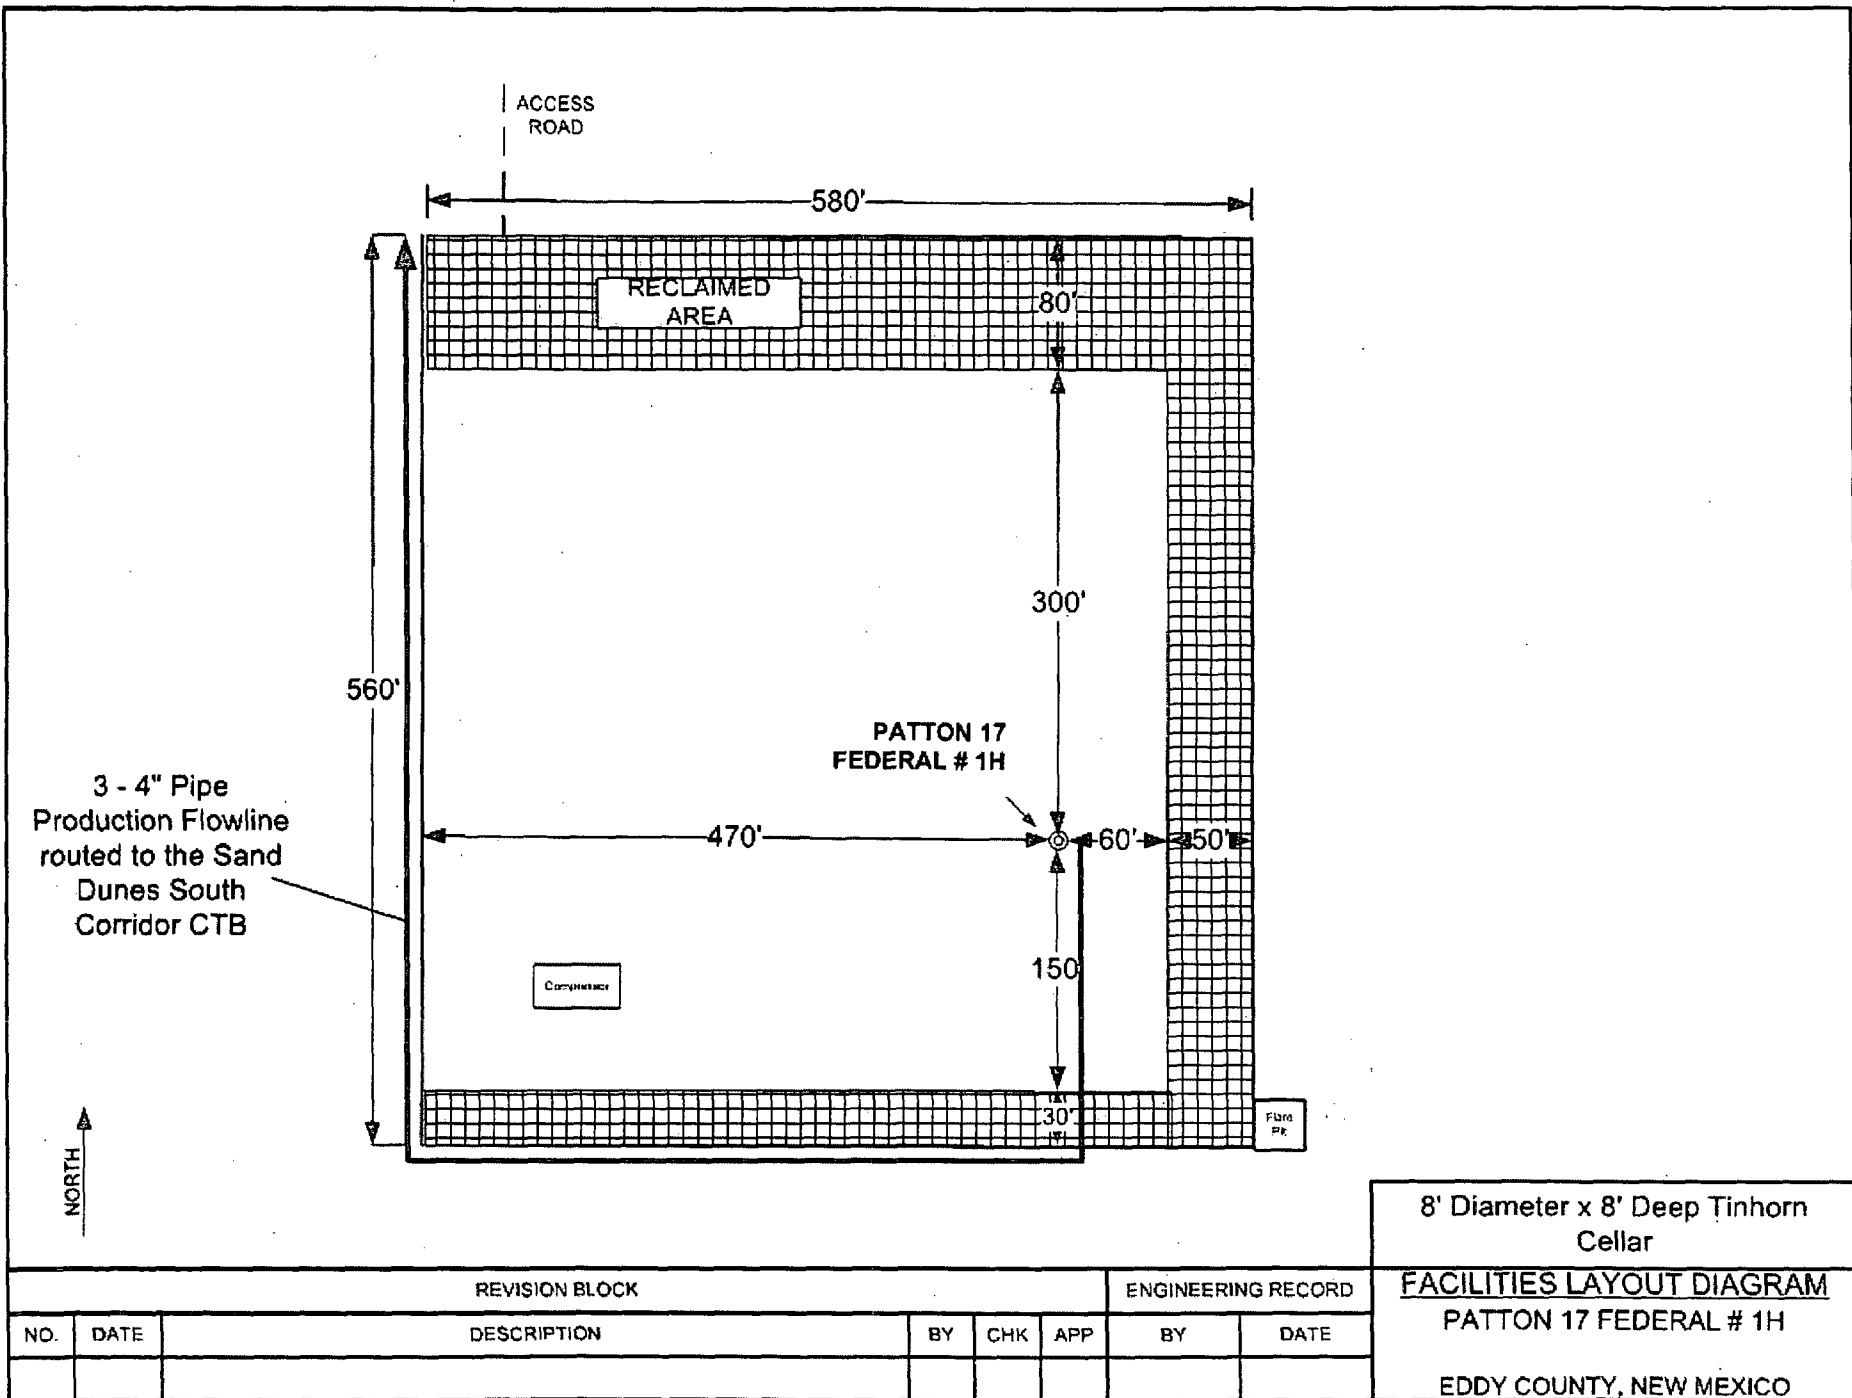 ACCESS
ROAD
580'
RECLAIMED
AREA
80'
300'
560'
PATTON 17
FEDERAL # 1H
3 - 4" Pipe
Production Flowline
routed to the Sand
Dunes South
Corridor CTB
470'
60'
50'
150
Compressor
30'
Flare
Pit
NORTH
8' Diameter x 8' Deep Tinhorn
Cellar
REVISION BLOCK
ENGINEERING RECORD
FACILITIES LAYOUT DIAGRAM
PATTON 17 FEDERAL # 1H
NO.
DATE
DESCRIPTION
BY
CHK
APP
BY
DATE
EDDY COUNTY, NEW MEXICO